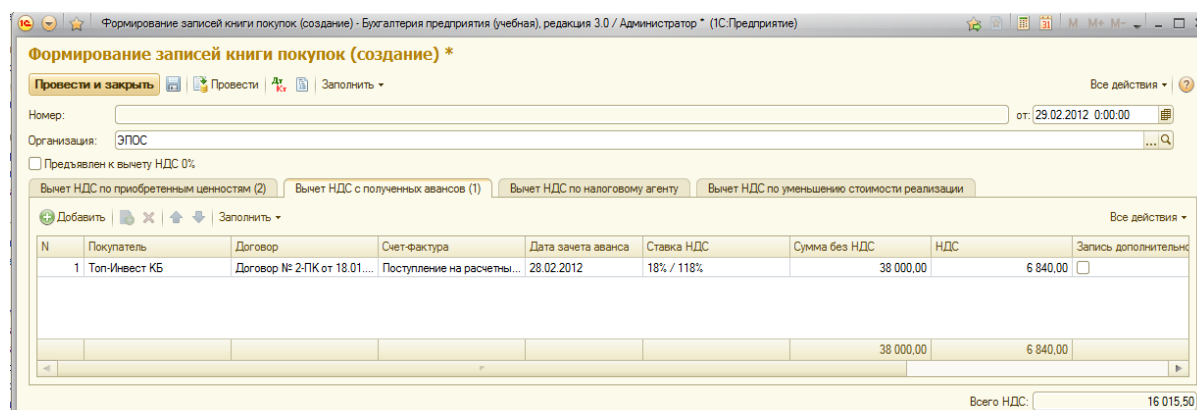 Формирование записей книги покупок (создание) - Бухгалтерия предприятия (учебная), редакция 3.0 / Администратор * (1С:Предприятие) M M+ M-
Формирование записей книги покупок (создание) *
Провести и закрыть Провести Дт Кт Заполнить Все действия ?
Номер: от: 29.02.2012 0:00:00
Организация: ЭПОС ...
Предъявлен к вычету НДС 0%
Вычет НДС по приобретенным ценностям (2) Вычет НДС с полученных авансов (1) Вычет НДС по налоговому агенту Вычет НДС по уменьшению стоимости реализации
Добавить Заполнить Все действия
N Покупатель Договор Счет-фактура Дата зачета аванса Ставка НДС Сумма без НДС НДС Запись дополнительно
1 Топ-Инвест КБ Договор № 2-ПК от 18.01.... Поступление на расчетны... 28.02.2012 18% / 118% 38 000,00 6 840,00
38 000,00 6 840,00
Всего НДС: 16 015,50